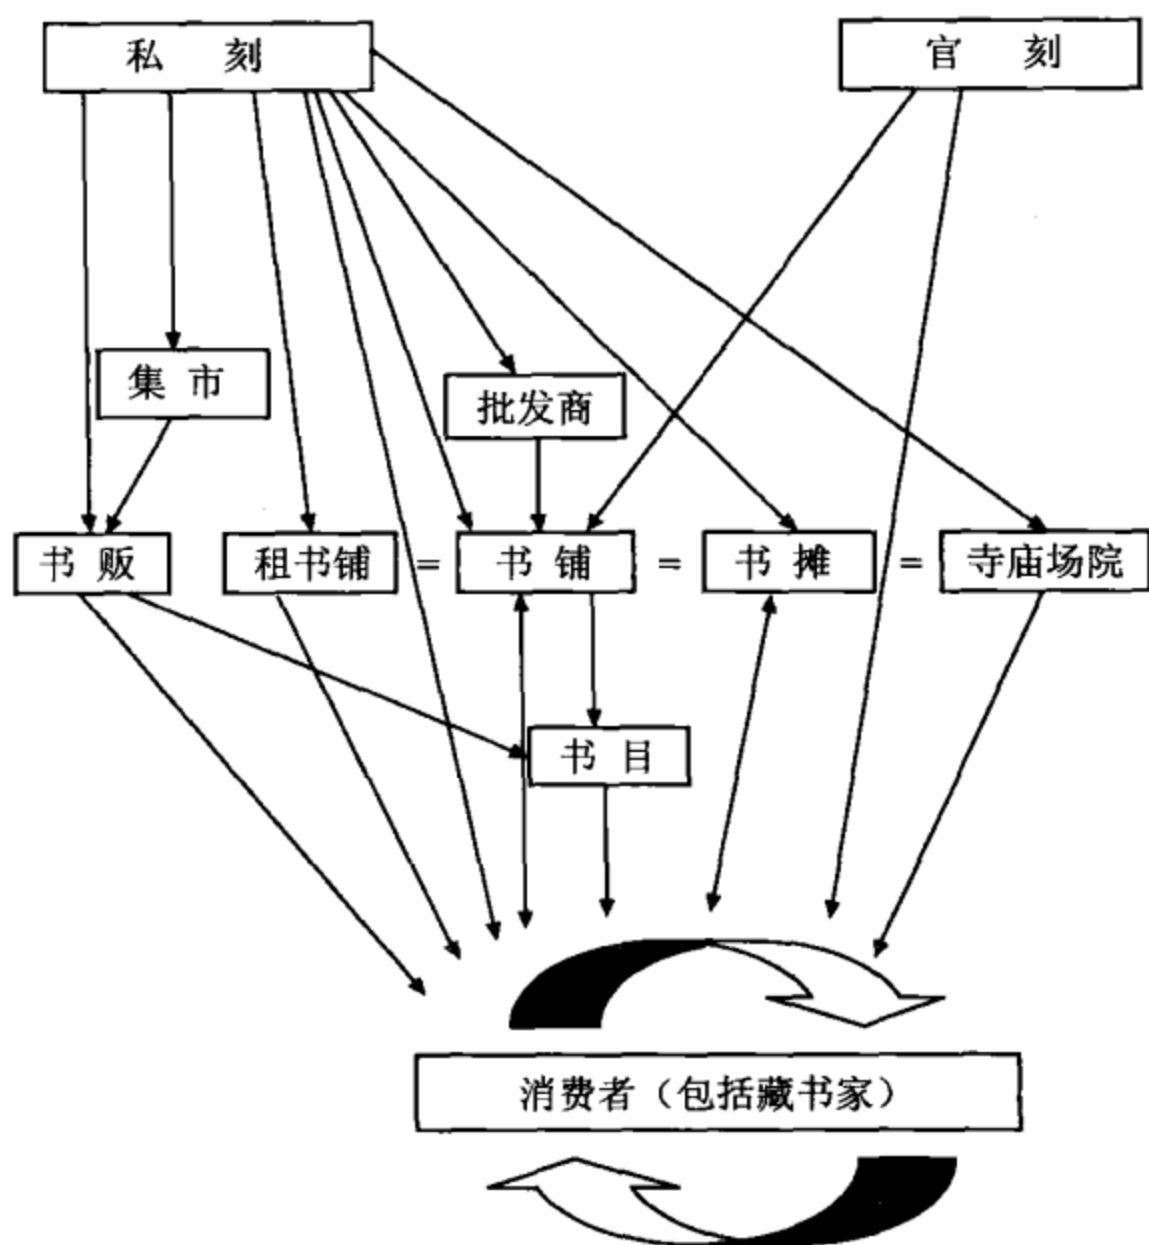 私 刻
官 刻
集 市
批发商
书 贩
租书铺
=
书 铺
=
书 摊
=
寺庙场院
书 目
消费者（包括藏书家）